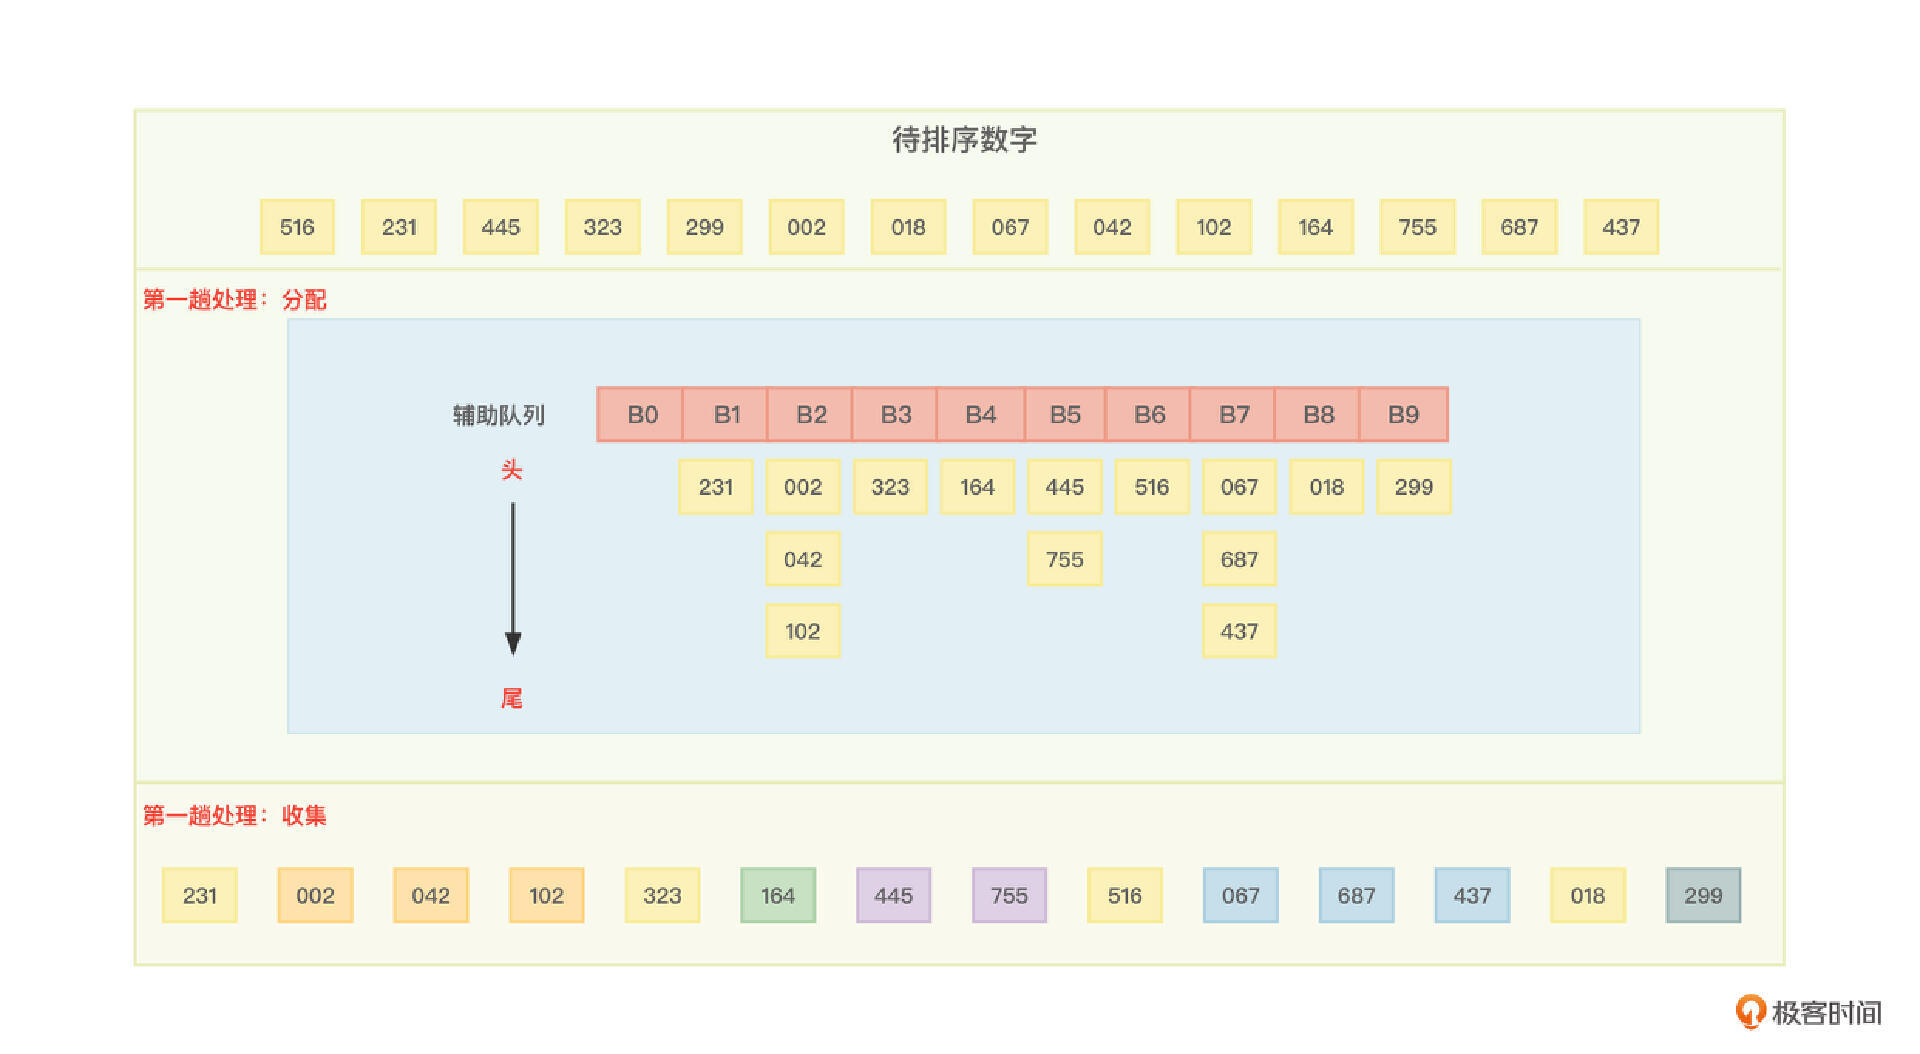 待排序数字
516 231 445 323 299 002 018 067 042 102 164 755 687 437
第一趟处理：分配
辅助队列 B0 B1 B2 B3 B4 B5 B6 B7 B8 B9
头
231 002 323 164 445 516 067 018 299
042 755 687
102 437
尾
第一趟处理：收集
231 002 042 102 323 164 445 755 516 067 687 437 018 299
极客时间